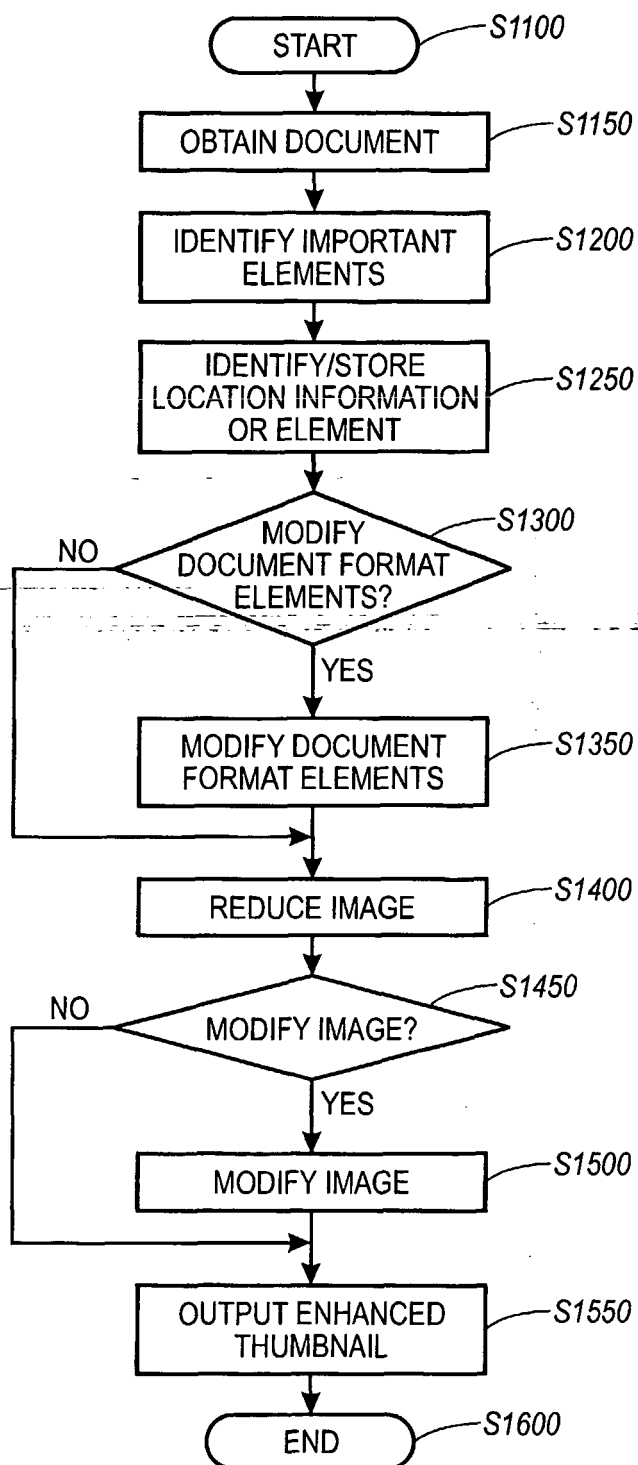 START
S1100
OBTAIN DOCUMENT
S1150
IDENTIFY IMPORTANT
ELEMENTS
S1200
IDENTIFY/STORE
LOCATION INFORMATION
OR ELEMENT
S1250
MODIFY
DOCUMENT FORMAT
ELEMENTS?
S1300
NO
YES
MODIFY DOCUMENT
FORMAT ELEMENTS
S1350
REDUCE IMAGE
S1400
MODIFY IMAGE?
S1450
NO
YES
MODIFY IMAGE
S1500
OUTPUT ENHANCED
THUMBNAIL
S1550
END
S1600